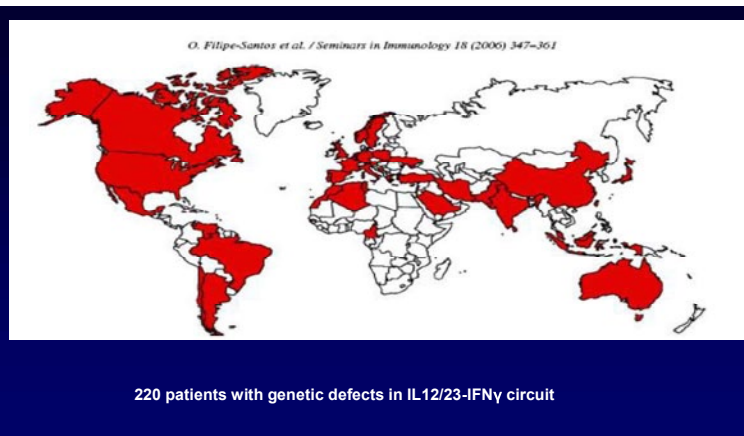 O. Filipe-Santos et al. / Seminars in Immunology 18 (2006) 347–361
220 patients with genetic defects in IL12/23-IFNγ circuit